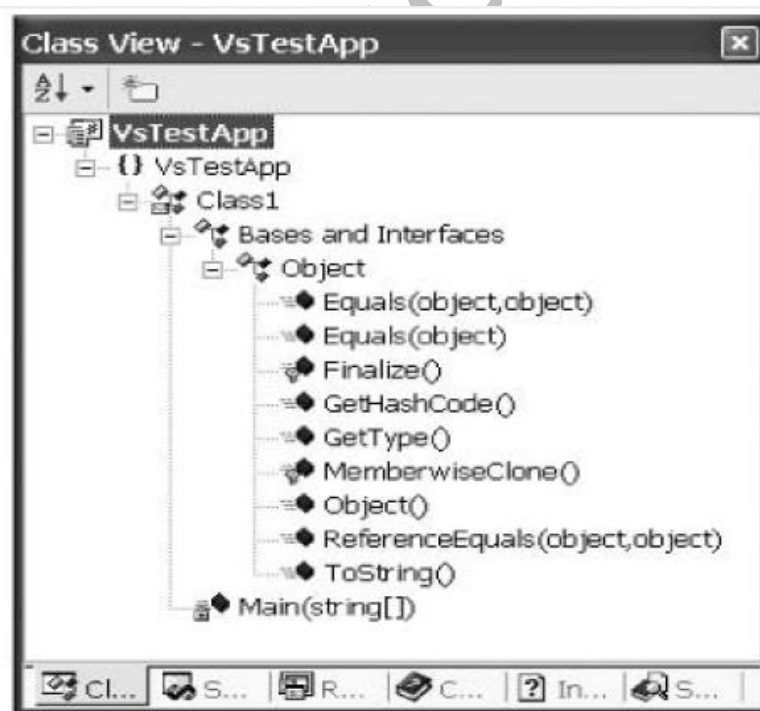 Class View - VsTestApp
VsTestApp
{} VsTestApp
Class1
Bases and Interfaces
Object
Equals(object,object)
Equals(object)
Finalize()
GetHashCode()
GetType()
MemberwiseClone()
Object()
ReferenceEquals(object,object)
ToString()
Main(string[])
Cl... S... R... C... In... S...